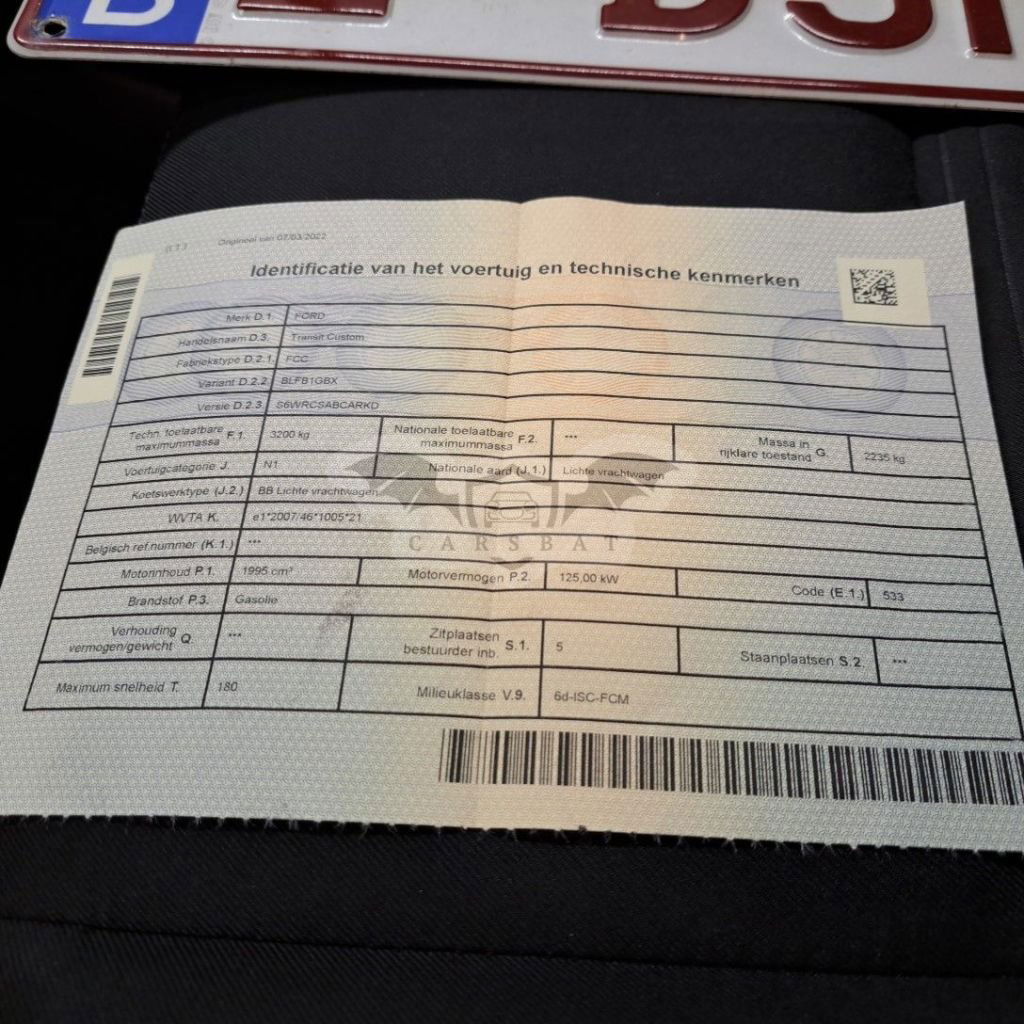 B
Origineel van 07/03/2022
Identificatie van het voertuig en technische kenmerken
Merk D.1. FORD
Handelsnaam D.3. Transit Custom
Fabriekstype D.2.1. FCC
Variant D.2.2. BLFB1GBX
Versie D.2.3 S6WRCSABCARKD
Techn. toelaatbare maximummassa F.1. 3200 kg Nationale toelaatbare maximummassa F.2. *** Massa in rijklare toestand G. 2235 kg
Voertuigcategorie J. N1 Nationale aard (J.1.) Lichte vrachtwagen
Koetswerktype (J.2.) BB Lichte vrachtwagen
WVTA K. e1*2007/46*1005*21
CARSBAT
Belgisch ref.nummer (K.1.) ***
Motorinhoud P.1. 1995 cm³ Motorvermogen P.2. 125,00 kW Code (E.1.) 533
Brandstof P.3. Gasolie
Verhouding vermogen/gewicht Q. *** Zitplaatsen bestuurder inb. S.1. 5 Staanplaatsen S.2. ***
Maximum snelheid T. 180 Milieuklasse V.9. 6d-ISC-FCM